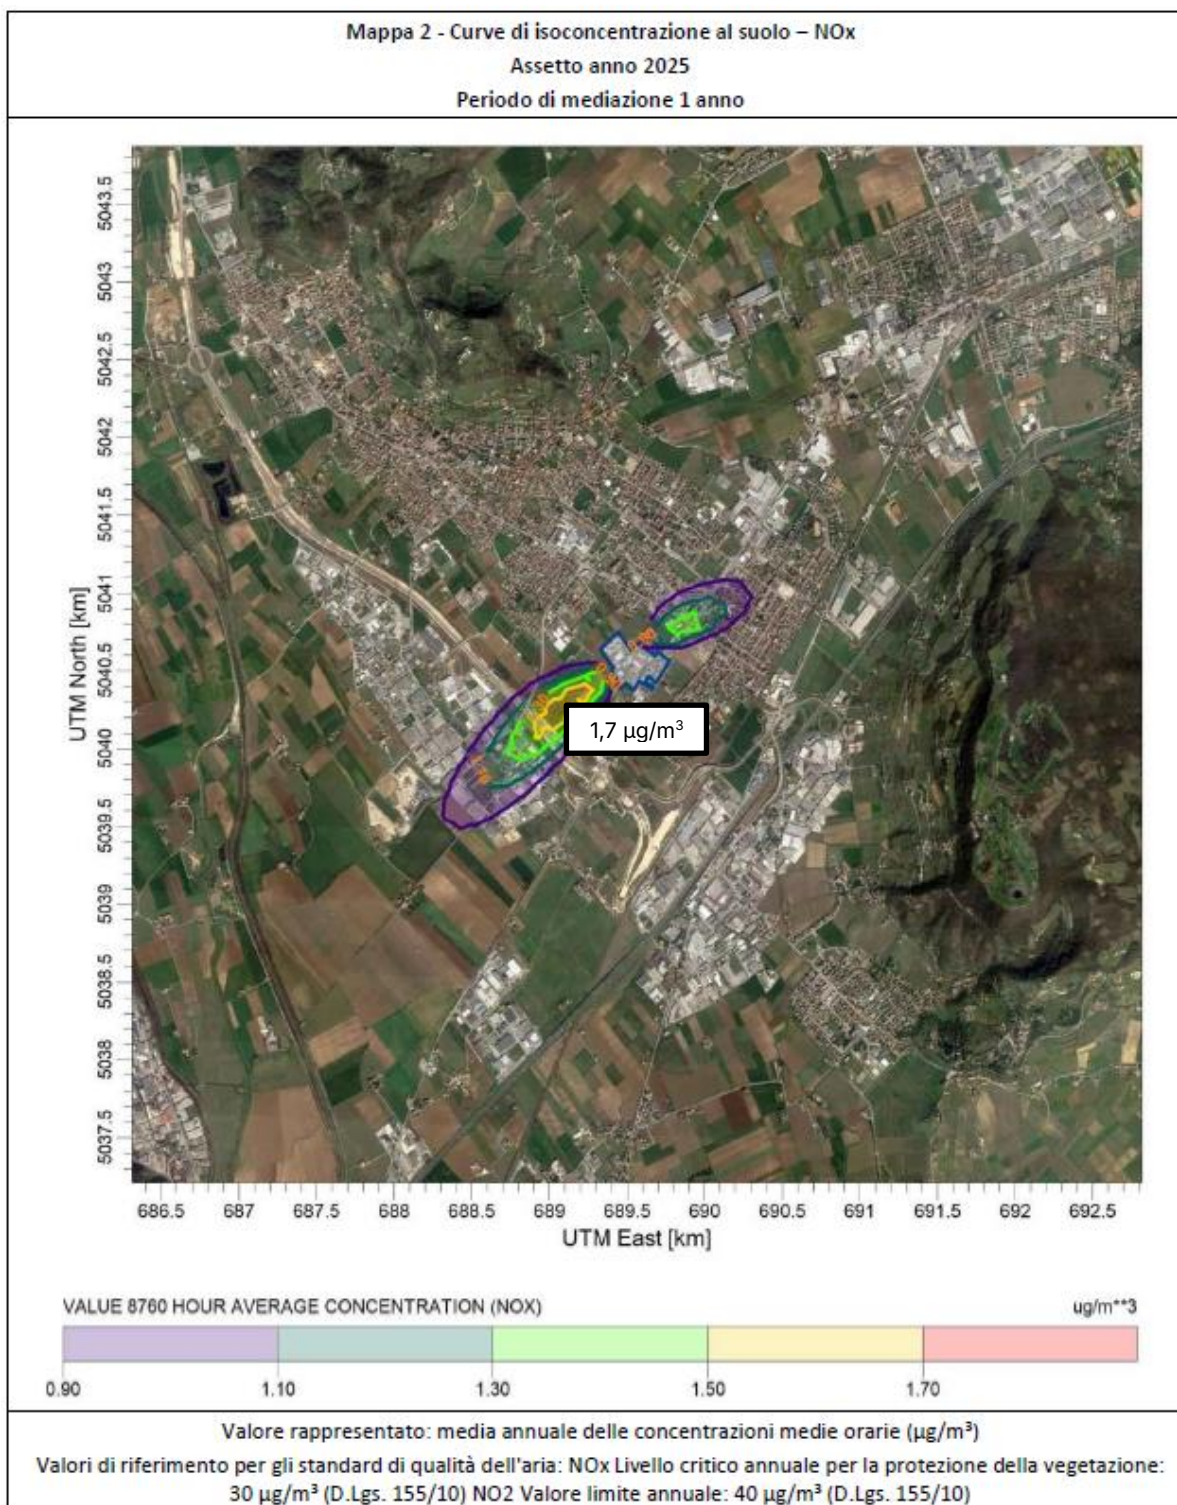 Mappa 2 - Curve di isoconcentrazione al suolo – NOx
Assetto anno 2025
Periodo di mediazione 1 anno
5043.5
5043
5042.5
5042
5041.5
5041
5040.5
5040
5039.5
5039
5038.5
5038
5037.5
UTM North [km]
1,7 µg/m³
686.5 687 687.5 688 688.5 689 689.5 690 690.5 691 691.5 692 692.5
UTM East [km]
VALUE 8760 HOUR AVERAGE CONCENTRATION (NOX) ug/m**3
0.90 1.10 1.30 1.50 1.70
Valore rappresentato: media annuale delle concentrazioni medie orarie (µg/m³)
Valori di riferimento per gli standard di qualità dell'aria: NOx Livello critico annuale per la protezione della vegetazione:
30 µg/m³ (D.Lgs. 155/10) NO2 Valore limite annuale: 40 µg/m³ (D.Lgs. 155/10)